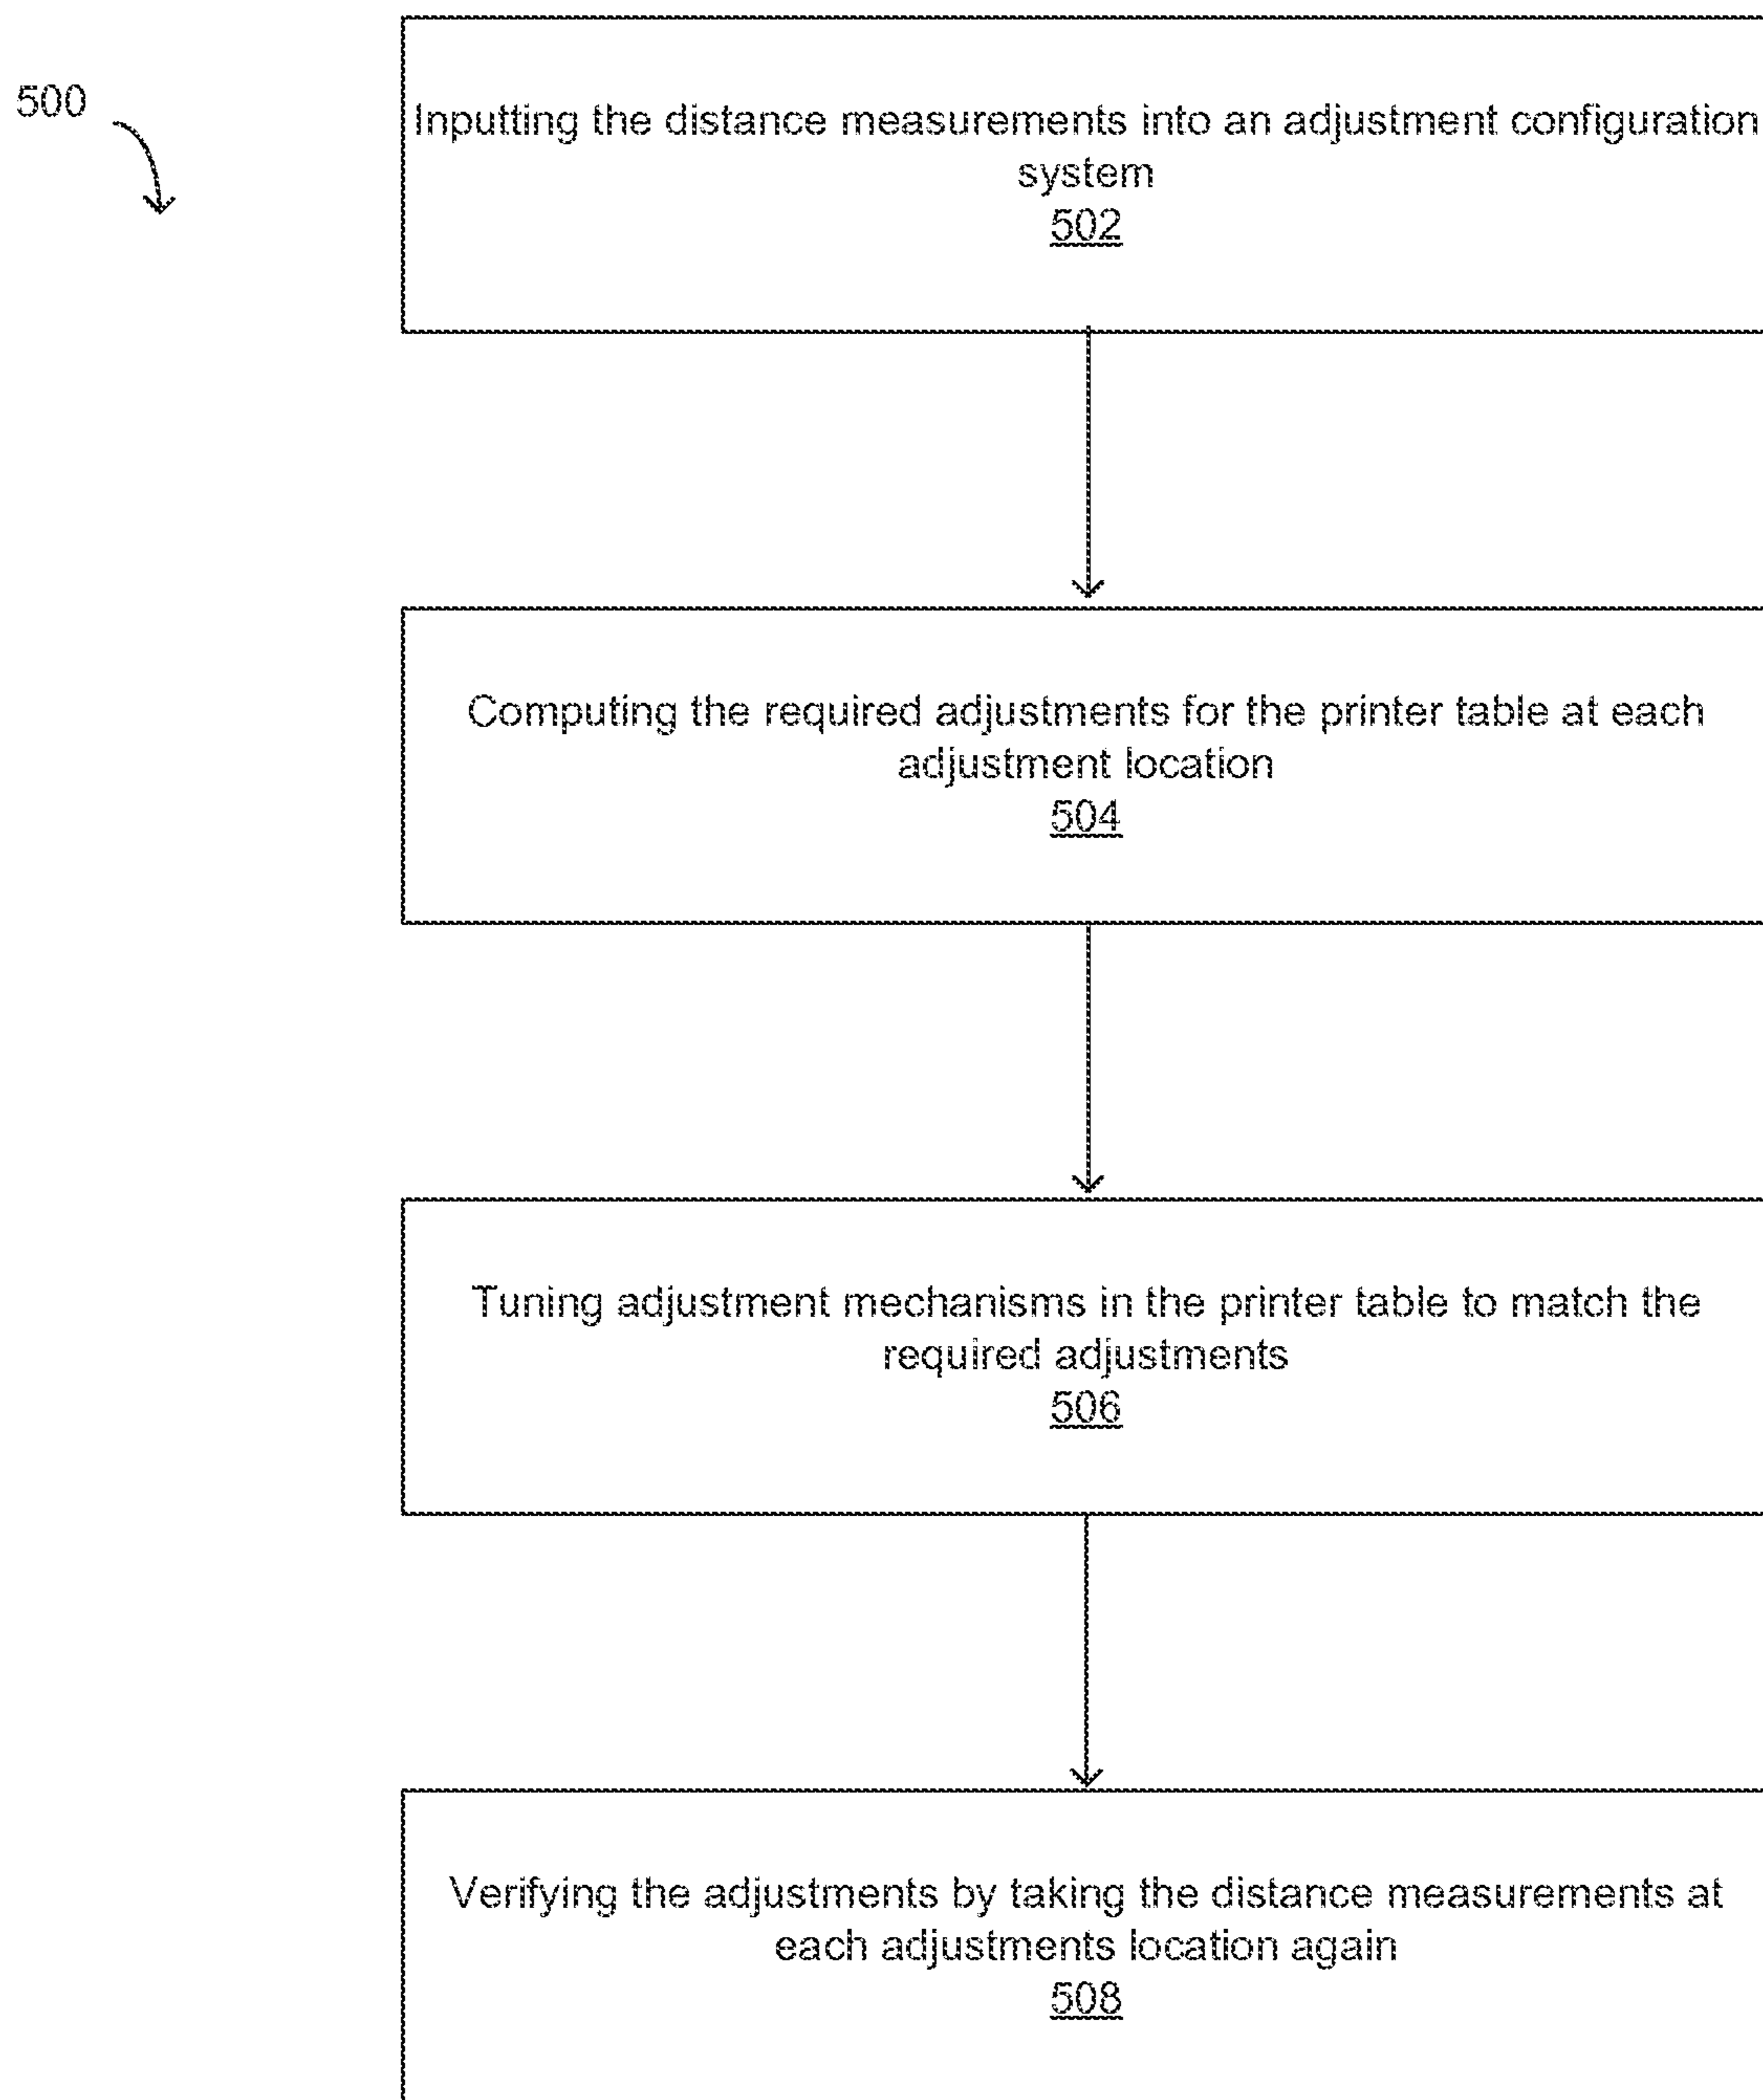 500
Inputting the distance measurements into an adjustment configuration
system
502
Computing the required adjustments for the printer table at each
adjustment location
504
Tuning adjustment mechanisms in the printer table to match the
required adjustments
506
Verifying the adjustments by taking the distance measurements at
each adjustments location again
508